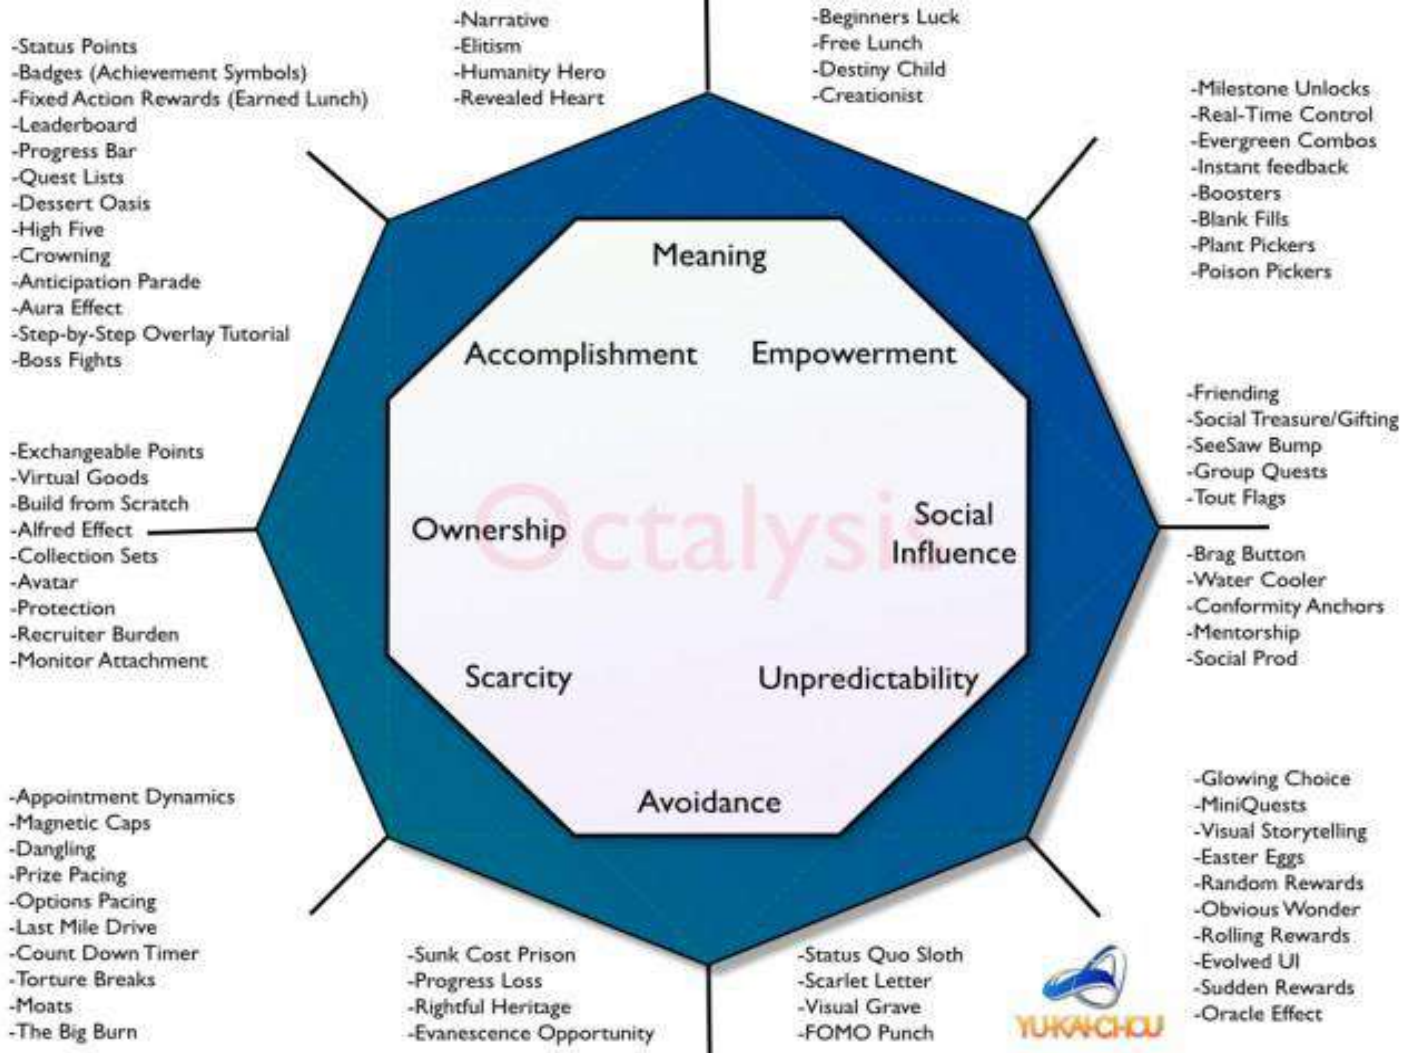 -Narrative
-Elitism
-Humanity Hero
-Revealed Heart
-Beginners Luck
-Free Lunch
-Destiny Child
-Creationist
-Status Points
-Badges (Achievement Symbols)
-Fixed Action Rewards (Earned Lunch)
-Leaderboard
-Progress Bar
-Quest Lists
-Dessert Oasis
-High Five
-Crowning
-Anticipation Parade
-Aura Effect
-Step-by-Step Overlay Tutorial
-Boss Fights
-Milestone Unlocks
-Real-Time Control
-Evergreen Combos
-Instant feedback
-Boosters
-Blank Fills
-Plant Pickers
-Poison Pickers
Meaning
Accomplishment
Empowerment
Ownership
Octalysis
Social
Influence
Scarcity
Unpredictability
Avoidance
-Exchangeable Points
-Virtual Goods
-Build from Scratch
-Alfred Effect
-Collection Sets
-Avatar
-Protection
-Recruiter Burden
-Monitor Attachment
-Friending
-Social Treasure/Gifting
-SeeSaw Bump
-Group Quests
-Tout Flags
-Brag Button
-Water Cooler
-Conformity Anchors
-Mentorship
-Social Prod
-Appointment Dynamics
-Magnetic Caps
-Dangling
-Prize Pacing
-Options Pacing
-Last Mile Drive
-Count Down Timer
-Torture Breaks
-Moats
-The Big Burn
-Sunk Cost Prison
-Progress Loss
-Rightful Heritage
-Evanescence Opportunity
-Status Quo Sloth
-Scarlet Letter
-Visual Grave
-FOMO Punch
-Glowing Choice
-MiniQuests
-Visual Storytelling
-Easter Eggs
-Random Rewards
-Obvious Wonder
-Rolling Rewards
-Evolved UI
-Sudden Rewards
-Oracle Effect
YU-KAI-CHOU